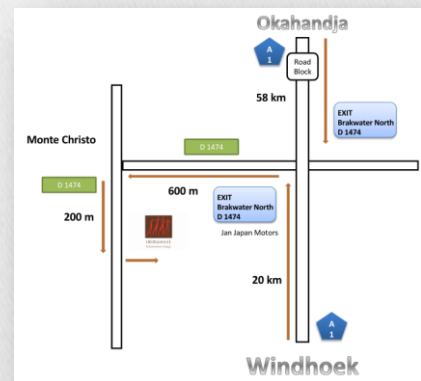 Okahandja
A
1
Road
Block
58 km
EXIT
Brakwater North
D 1474
Monte Christo
D 1474
D 1474
600 m
200 m
EXIT
Brakwater North
D 1474
Jan Japan Motors
20 km
A
1
Windhoek